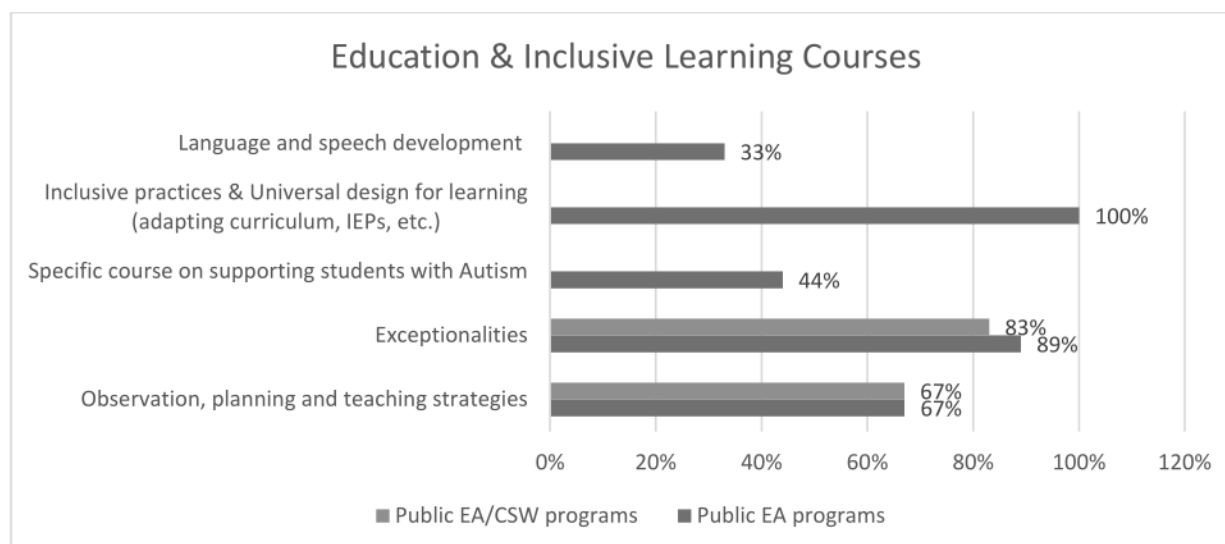 Education & Inclusive Learning Courses
Language and speech development
33%
Inclusive practices & Universal design for learning
(adapting curriculum, IEPs, etc.)
100%
Specific course on supporting students with Autism
44%
Exceptionalities
83%
89%
Observation, planning and teaching strategies
67%
67%
0% 20% 40% 60% 80% 100% 120%
Public EA/CSW programs Public EA programs